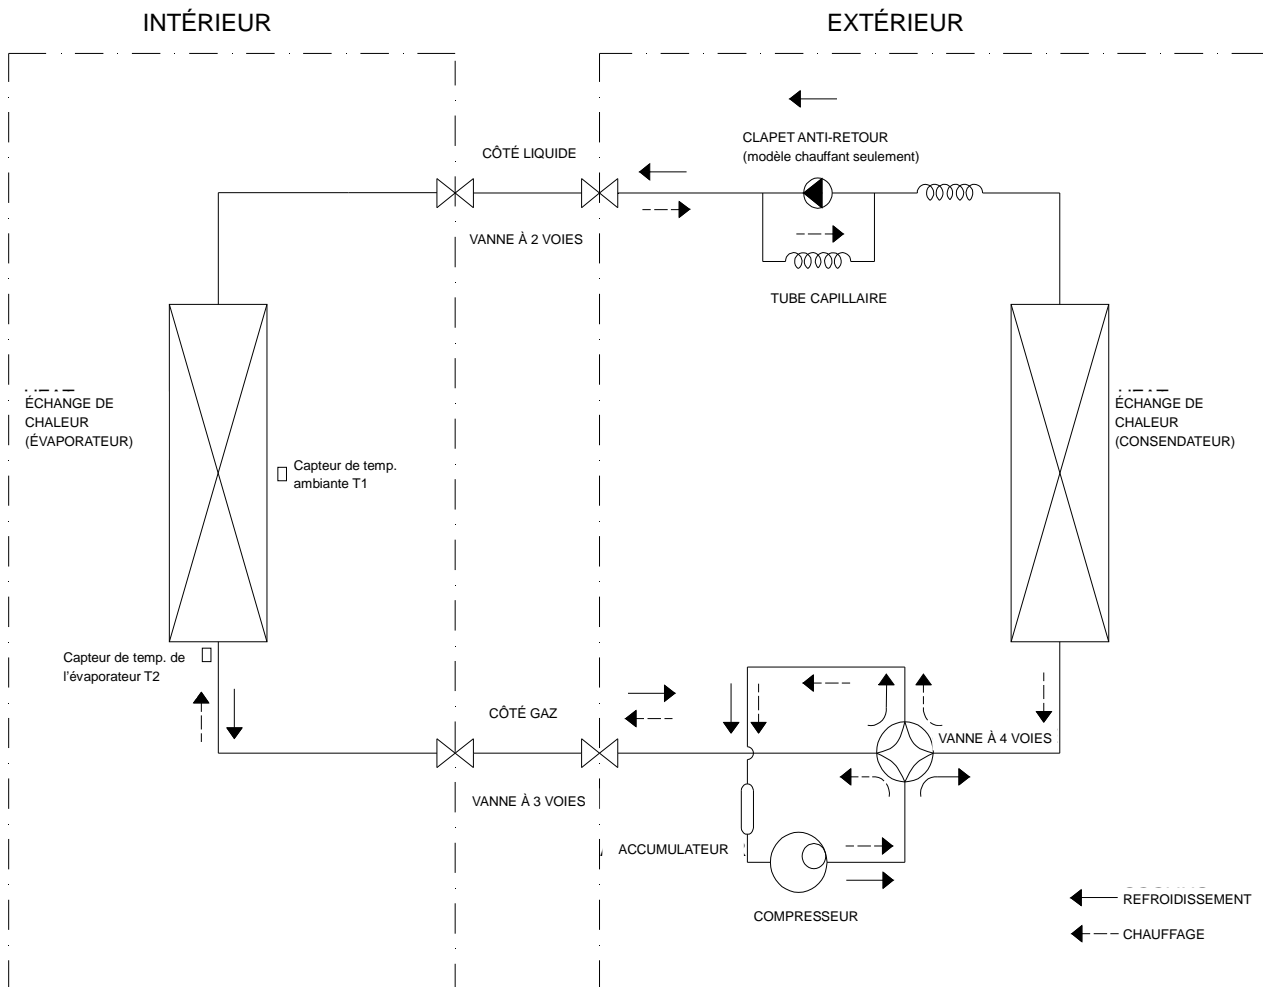 INTÉRIEUR
EXTÉRIEUR
CLAPET ANTI-RETOUR
(modèle chauffant seulement)
CÔTÉ LIQUIDE
VANNE À 2 VOIES
TUBE CAPILLAIRE
ÉCHANGE DE
CHALEUR
(ÉVAPORATEUR)
ÉCHANGE DE
CHALEUR
(CONSENDATEUR)
Capteur de temp.
ambiante T1
Capteur de temp. de
l'évaporateur T2
CÔTÉ GAZ
VANNE À 4 VOIES
VANNE À 3 VOIES
ACCUMULATEUR
COMPRESSEUR
REFROIDISSEMENT
CHAUFFAGE